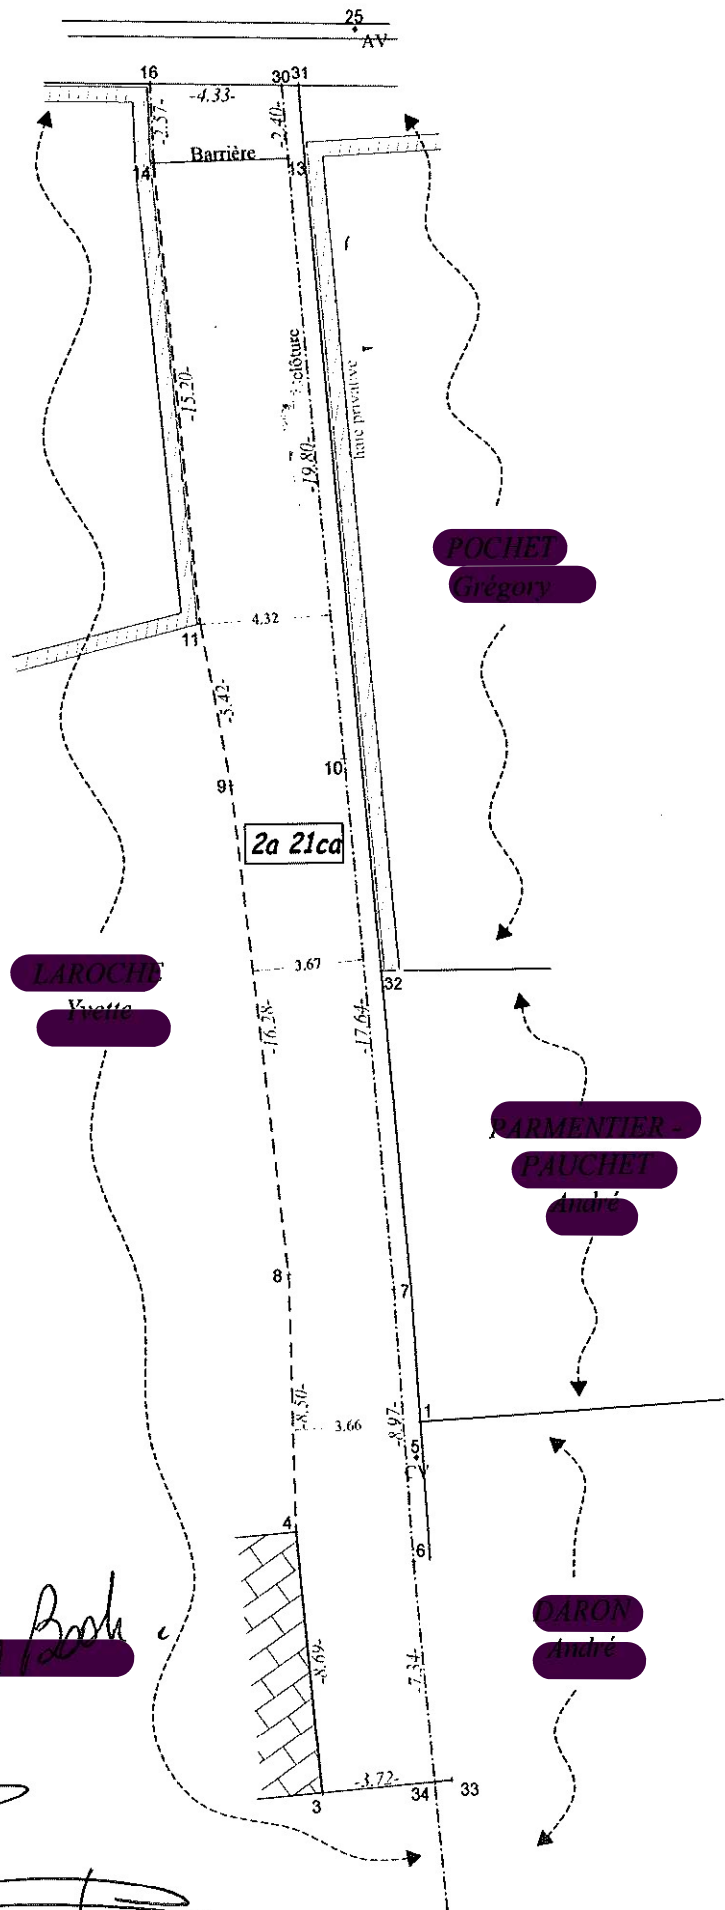 25
AV
16
30 31
-4.33-
-2.57-
-2.40-
Barrière
14
13
clôture
-15.20-
haie privative
-19.80-
POCHET
Grégory
4.32
11
-5.42-
10
9
2a 21ca
3.67
LAROCHE
Yvette
32
-16.28-
-17.64-
PARMENTIER -
PAUCHET
André
8
7
-8.50-
-8.97-
1
3.66
5
4
6
DARON
André
-8.69-
-7.34-
-3.72-
34
33
3